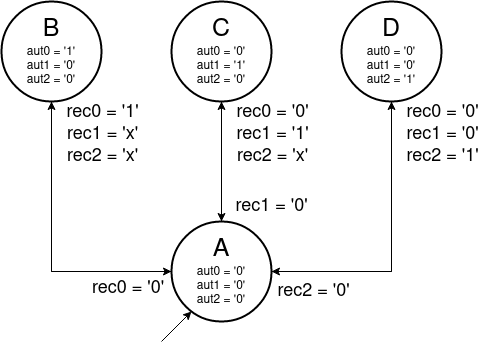 B
aut0 = '1'
aut1 = '0'
aut2 = '0'
C
aut0 = '0'
aut1 = '1'
aut2 = '0'
D
aut0 = '0'
aut1 = '0'
aut2 = '1'
rec0 = '1'
rec1 = 'x'
rec2 = 'x'
rec0 = '0'
rec1 = '1'
rec2 = 'x'
rec0 = '0'
rec1 = '0'
rec2 = '1'
rec1 = '0'
A
aut0 = '0'
aut1 = '0'
aut2 = '0'
rec0 = '0'
rec2 = '0'